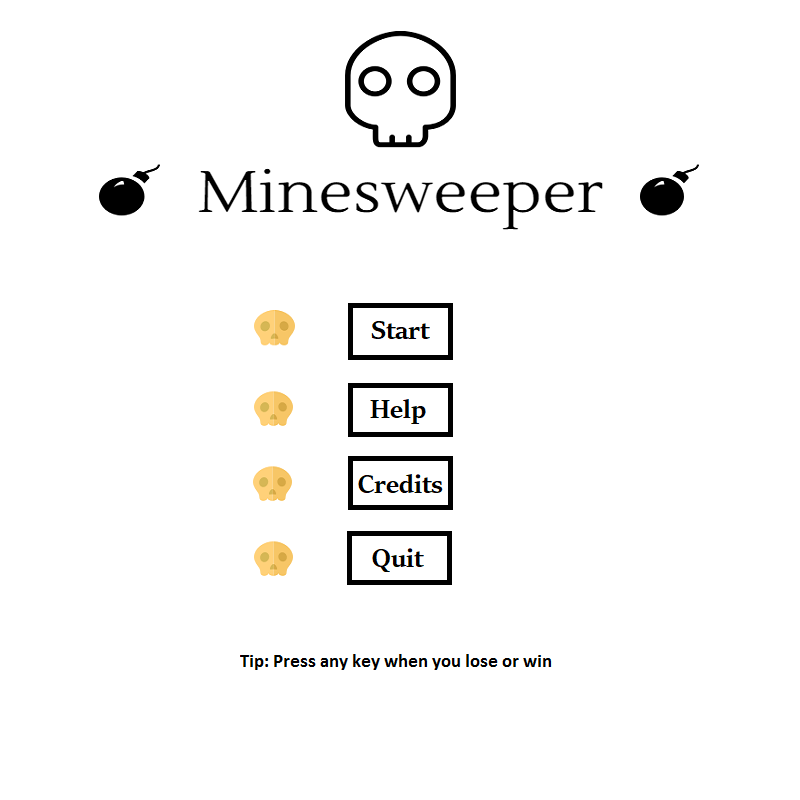 Minesweeper
Start
Help
Credits
Quit
Tip: Press any key when you lose or win